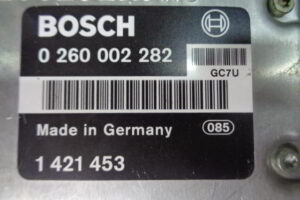 BOSCH
0 260 002 282
GC7U
Made in Germany
085
1 421 453